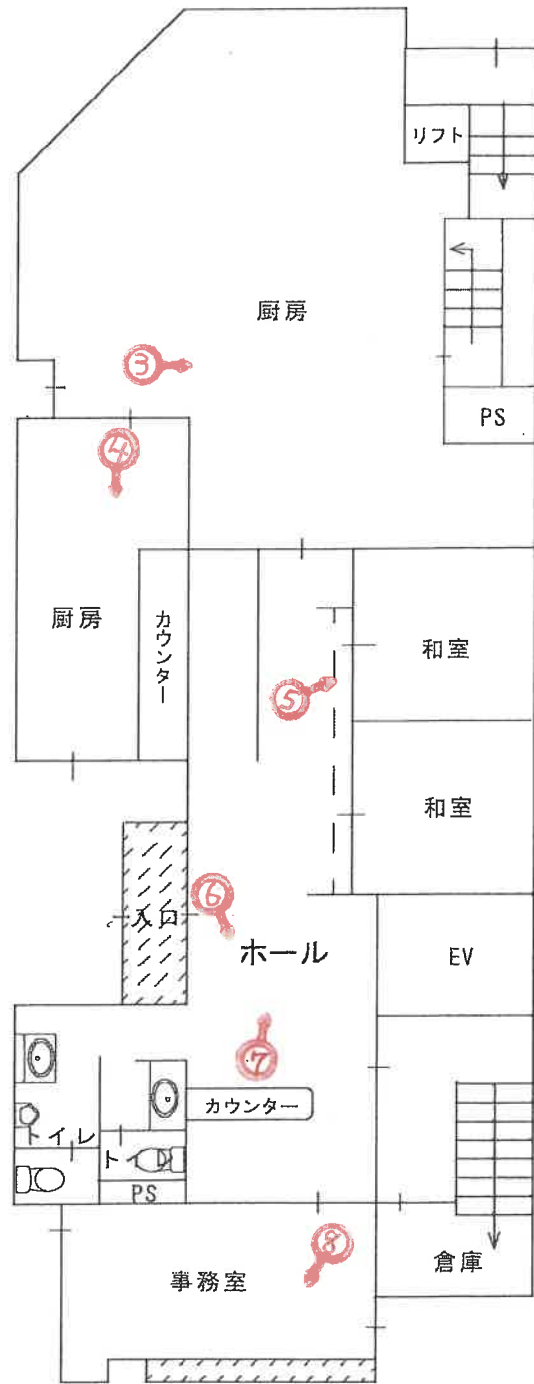 リフト
厨房
③
PS
④
厨房
カウンター
和室
⑤
和室
⑥
入口
ホール
EV
⑦
カウンター
トイレ
トイレ
PS
⑧
事務室
倉庫